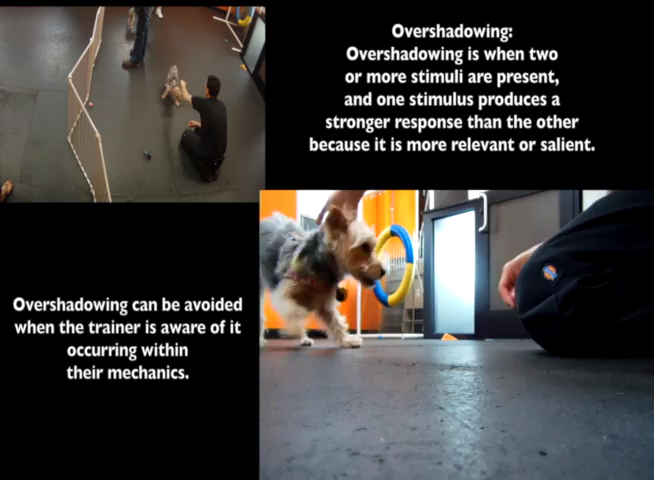 Overshadowing:
Overshadowing is when two
or more stimuli are present,
and one stimulus produces a
stronger response than the other
because it is more relevant or salient.
Overshadowing can be avoided
when the trainer is aware of it
occurring within
their mechanics.